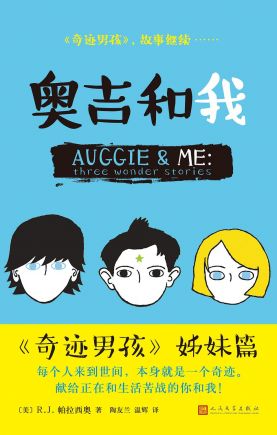 《奇迹男孩》,故事继续……
奥吉和我
AUGGIE & ME:
three wonder stories
《奇迹男孩》姊妹篇
每个人来到世间,本身就是一个奇迹。
献给正在和生活苦战的你和我!
[美] R.J. 帕拉西奥 著 陶友兰 温辉 译 人民文学出版社